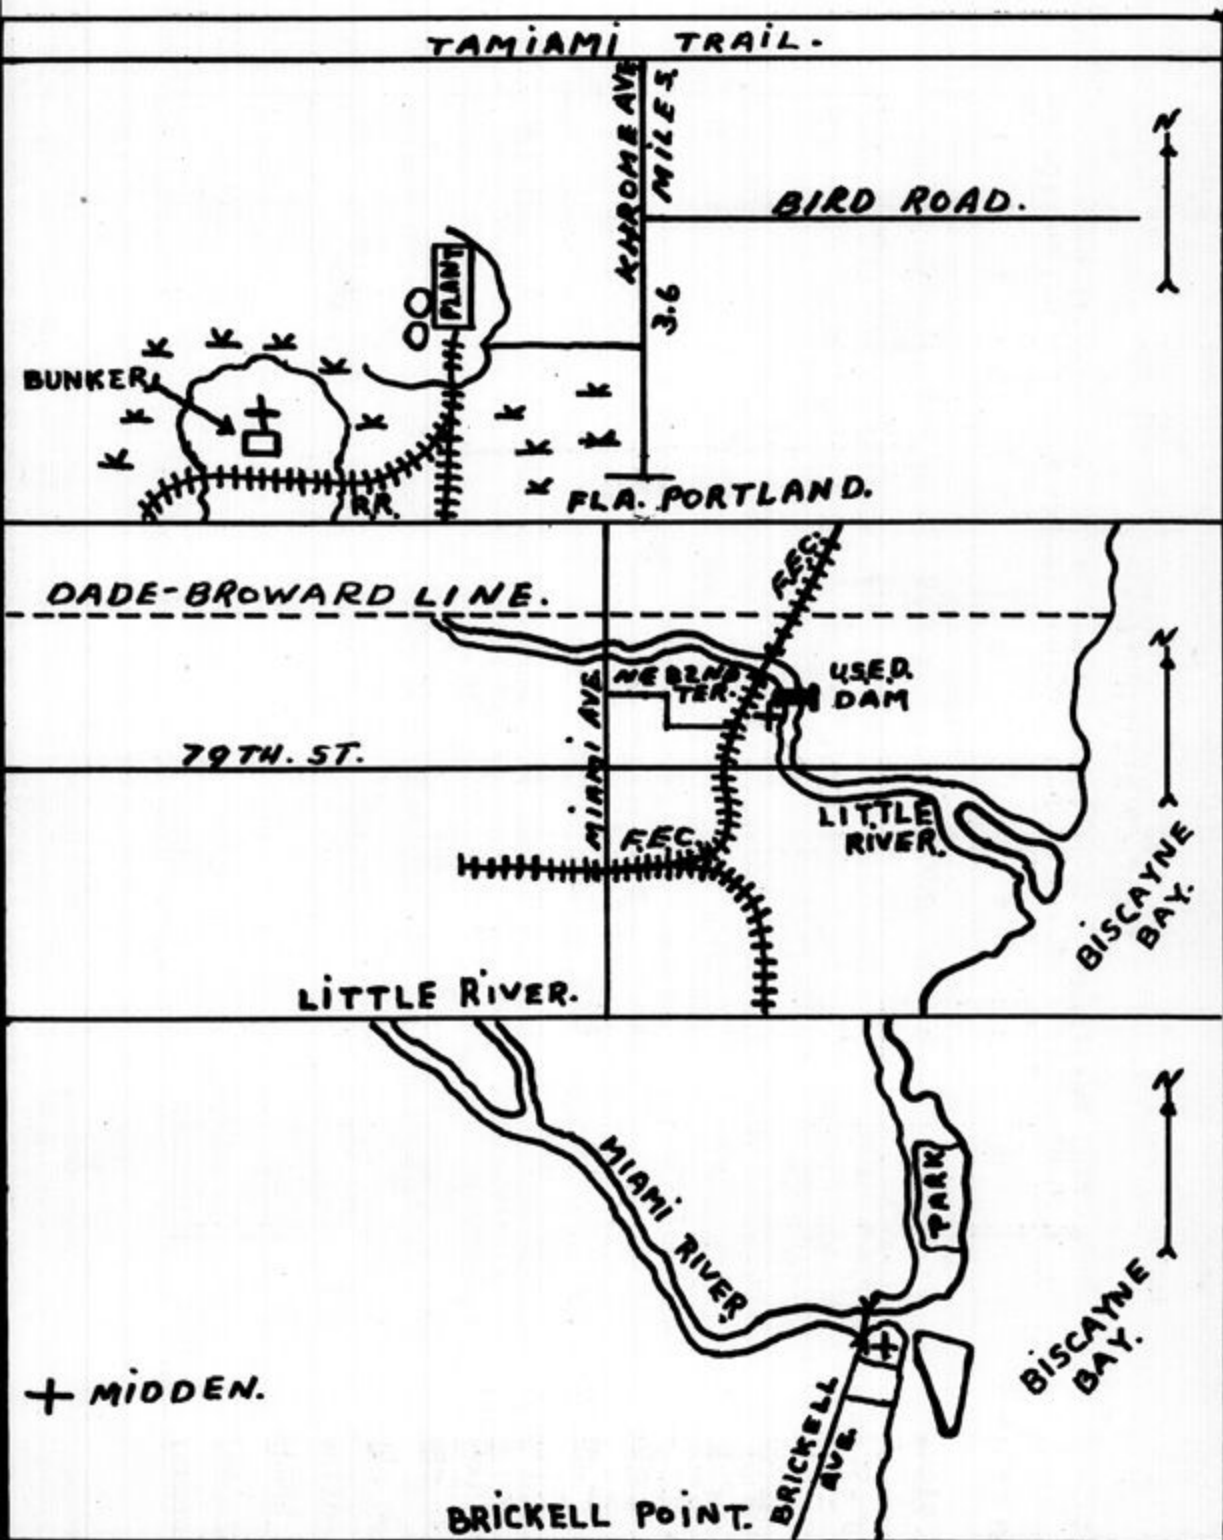 TAMIAMI TRAIL.
KHROME AVE
3.6 MILES.
N
BIRD ROAD.
PLANT
BUNKER.
R.R.
FLA. PORTLAND.
F.E.C.
DADE-BROWARD LINE.
N
NE 82ND
TER.
U.S.E.D.
DAM
MIAMI AVE
79TH. ST.
LITTLE
RIVER.
F.E.C.
BISCAYNE
BAY.
LITTLE RIVER.
N
MIAMI RIVER.
PARK
BISCAYNE
BAY.
+ MIDDEN.
BRICKELL
AVE.
BRICKELL POINT.